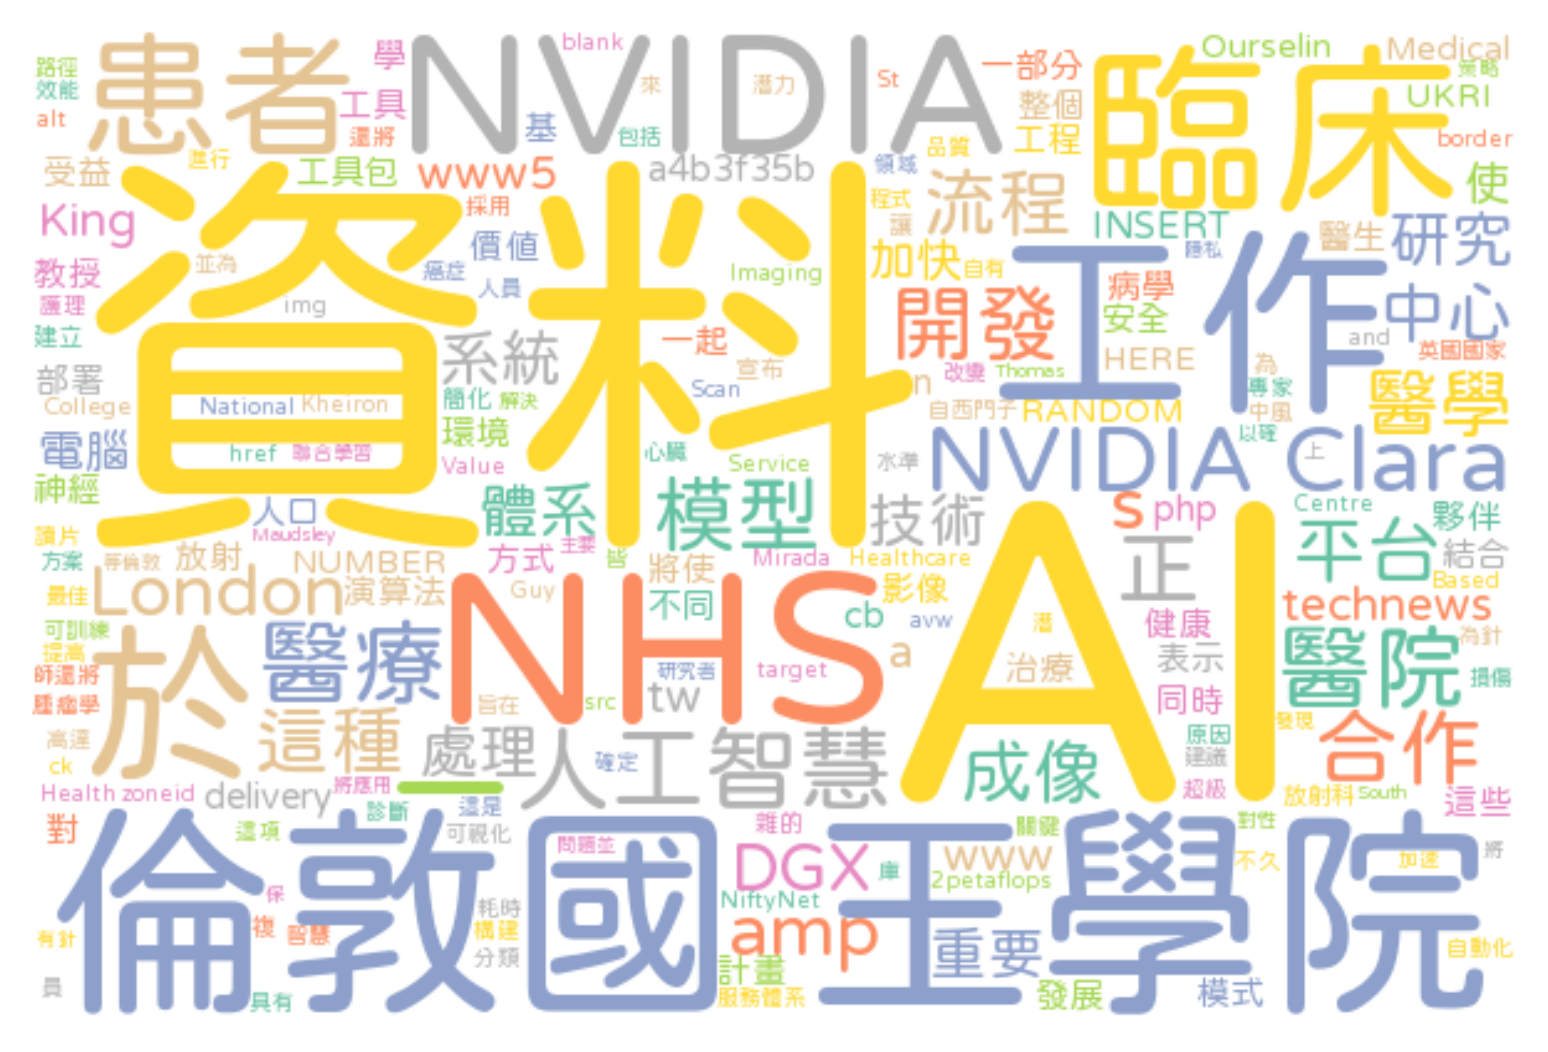 路徑
效能
alt
患者
學
工具
還將
NVIDIA
blank
來
潛力
St
一部分
整個
工程
Ourselin
Medical
策略
UKRI
border
臨床
受益
進行
工具包
www5
基
包括
a4b3f35b
領域
品質
程式
讓
流程
INSERT
使
King
教授
護理
建立
並為
img
採用
價值
癌症
人員
資料
Imaging
加快
自有
隱私
醫生
研究
開發
工作
病學
安全
中心
and
英國國家
部署
College
National
Kheiron
系統
簡化
解決
環境
一起
宣布
Scan
n
改變
Thomas
HERE
為
專家
中風
以確
自西門子
RANDOM
醫學
電腦
href
聯合學習
Value
心臟
Service
水準
NVIDIA Clara
上
神經
人口
Maudsley
讀片
方案
等倫敦
放射
NUMBER
體系
方式
主要
皆
模型
技術
將使
Mirada
Healthcare
s
php
Centre
夥伴
平台
結合
正
Based
最佳
London
演算法
Guy
不同
cb
影像
avw
AI
technews
可訓練
提高
師還將
腫瘤學
於
醫療
NHS
研究者
target
a
潛
治療
健康
表示
同時
醫院
為針
損傷
高達
ck
這種
旨在
src
tw
處理
人工智慧
確定
成像
原因
建議
超級
發現
合作
Health
zoneid
delivery
將應用
_
診斷
這是
放射科
South
這些
對
這項
可視化
問題並
雜的
關鍵
對性
倫敦國王學院
DGX
庫
www
2petaflops
不久
加速
將
保
複
智慧
耗時
構建
分類
NiftyNet
amp
計畫
服務體系
重要
有針
員
具有
發展
模式
自動化